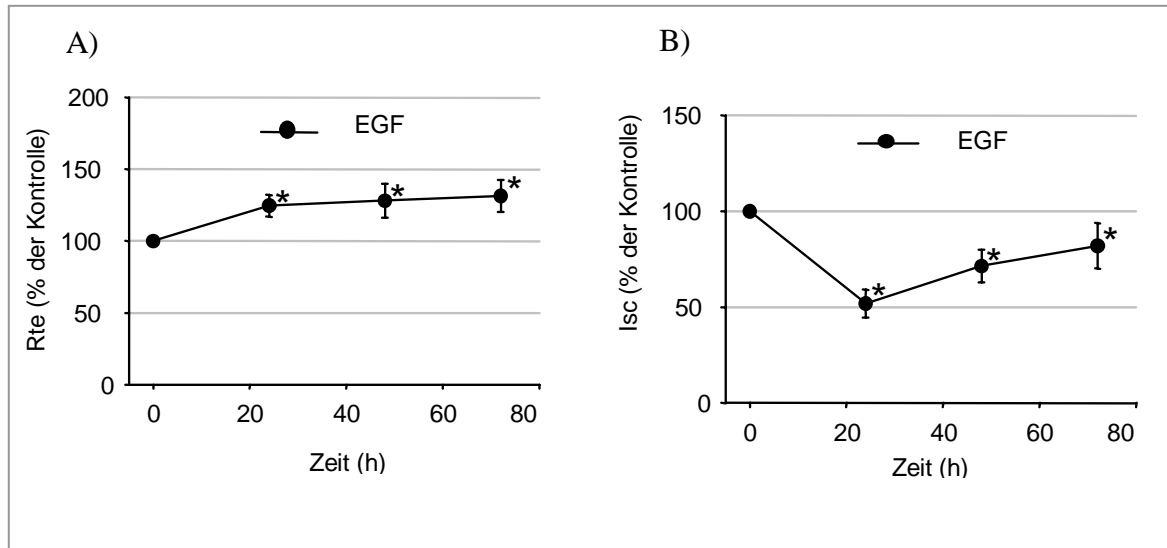 A)
200
150
100
50
0
Rte (% der Kontrolle)
EGF
*
*
*
0 20 40 60 80
Zeit (h)
B)
150
100
50
0
Isc (% der Kontrolle)
EGF
*
*
*
0 20 40 60 80
Zeit (h)